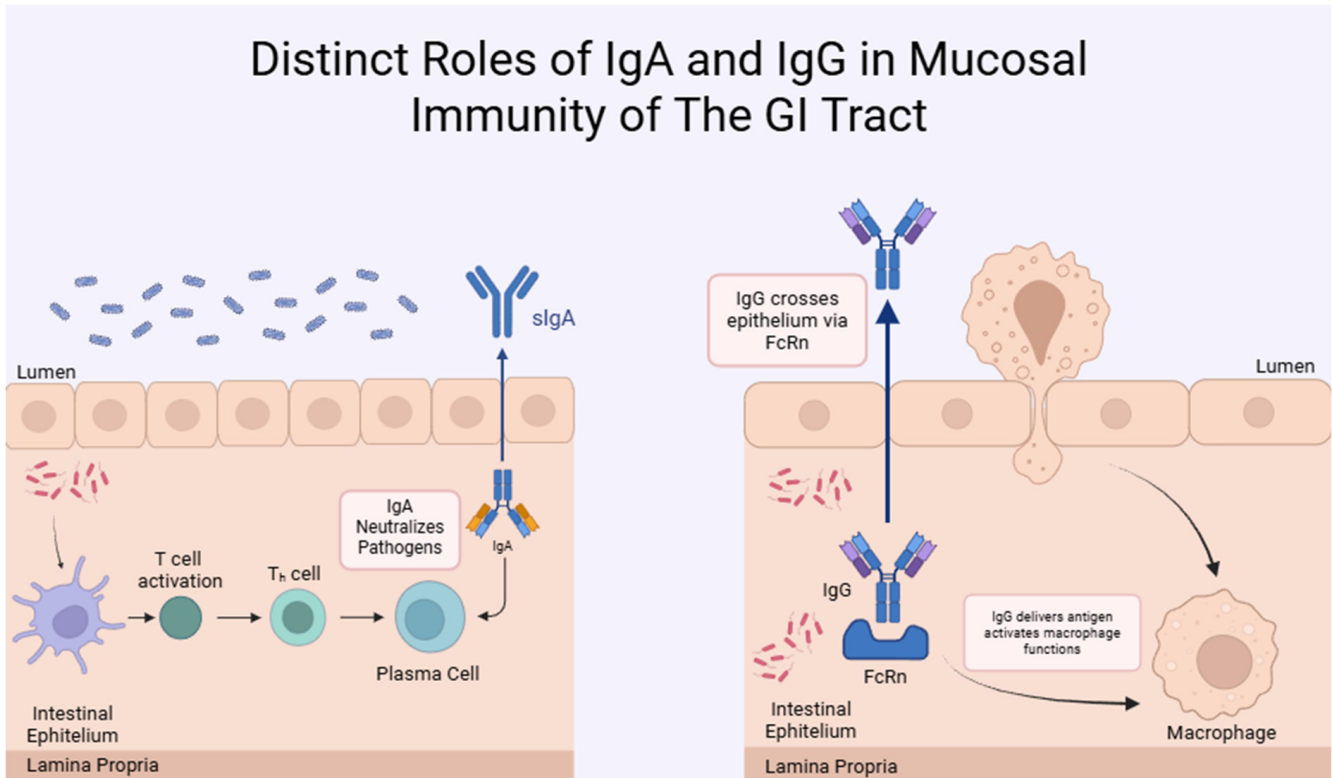 Distinct Roles of IgA and IgG in Mucosal
Immunity of The GI Tract
sIgA
Lumen
IgA
Neutralizes
Pathogens
IgA
T cell
activation
Th cell
Plasma Cell
Intestinal
Ephitelium
Lamina Propria
IgG crosses
epithelium via
FcRn
Lumen
IgG
FcRn
IgG delivers antigen
activates macrophage
functions
Macrophage
Intestinal
Ephitelium
Lamina Propria